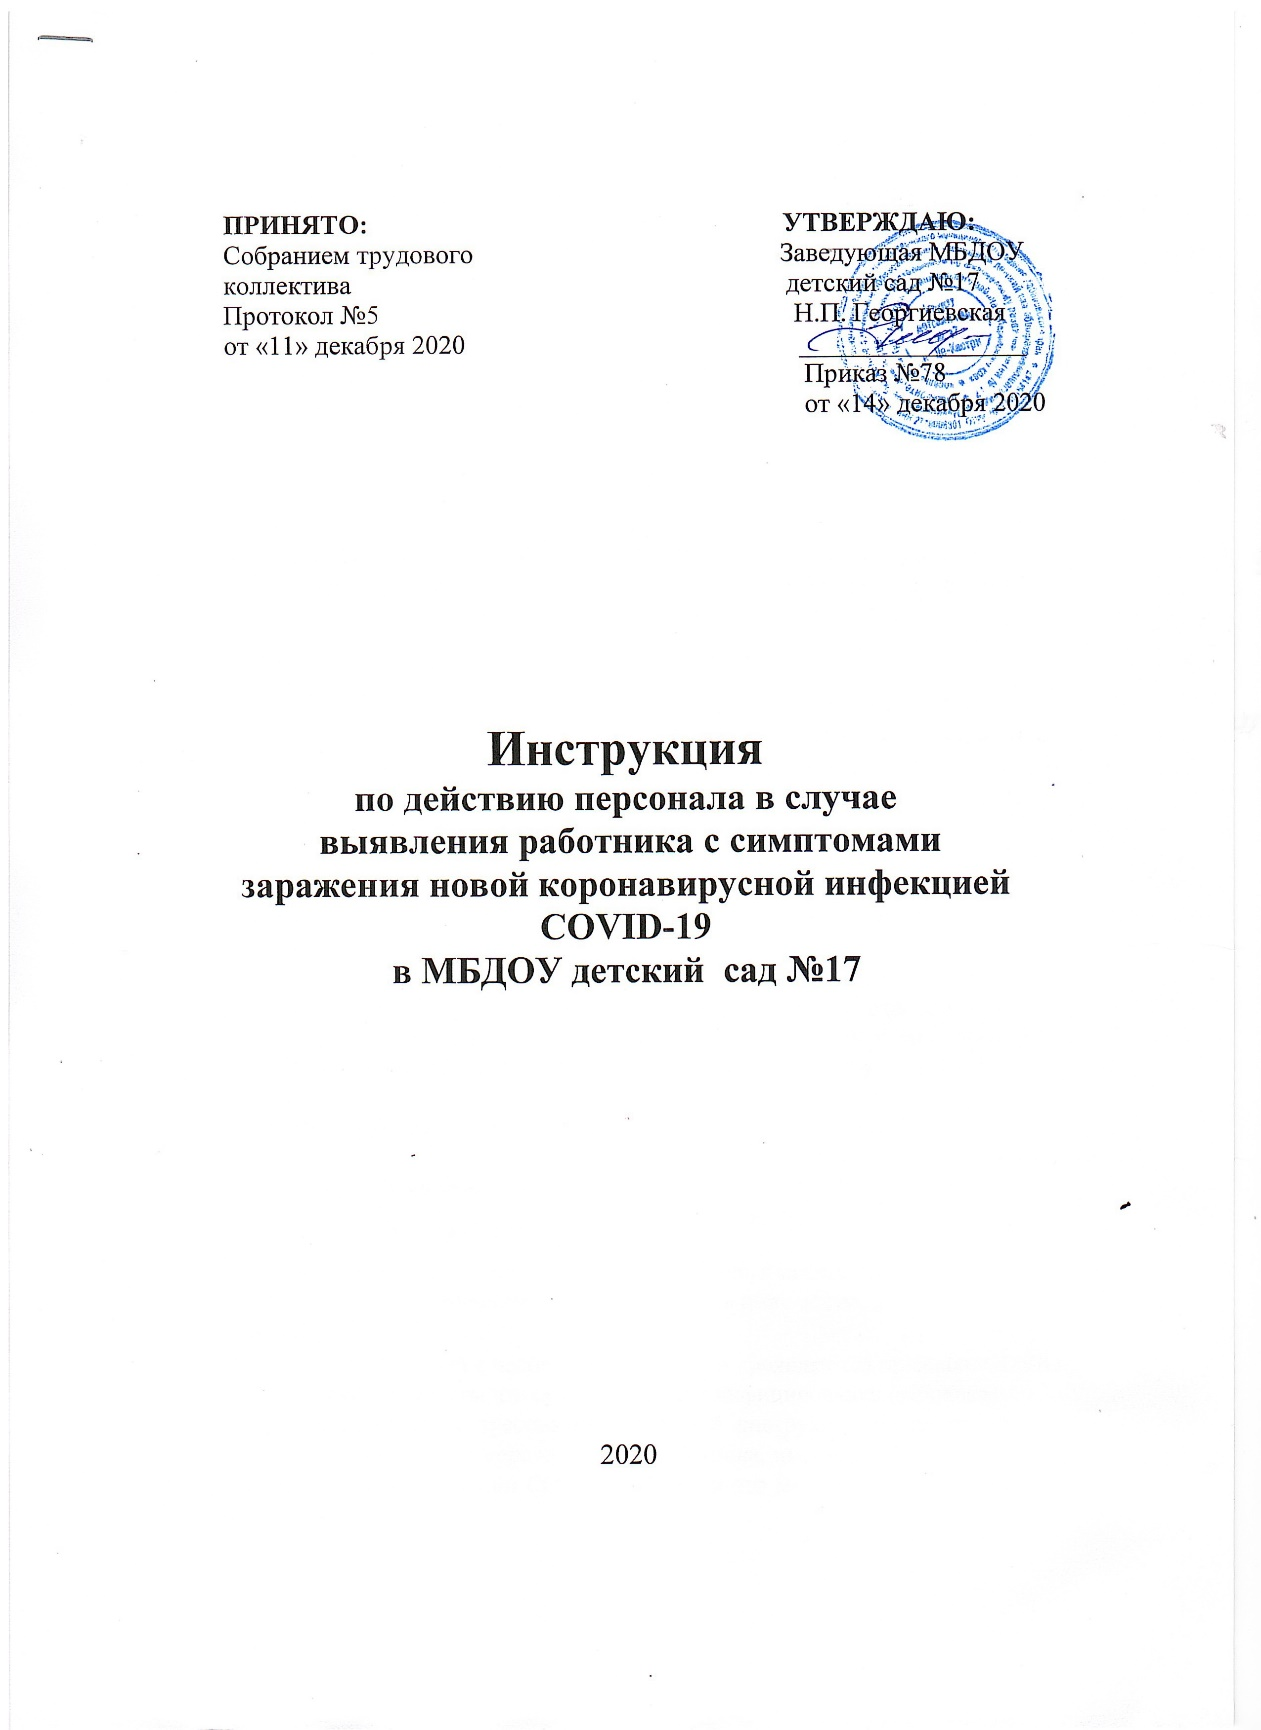 ПРИНЯТО:
Собранием трудового
коллектива
Протокол №5
от «11» декабря 2020
УТВЕРЖДАЮ:
Заведующая МБДОУ
детский сад №17
Н.П. Георгиевская
Приказ №78
от «14» декабря 2020
Инструкция
по действию персонала в случае
выявления работника с симптомами
заражения новой коронавирусной инфекцией
COVID-19
в МБДОУ детский сад №17
2020